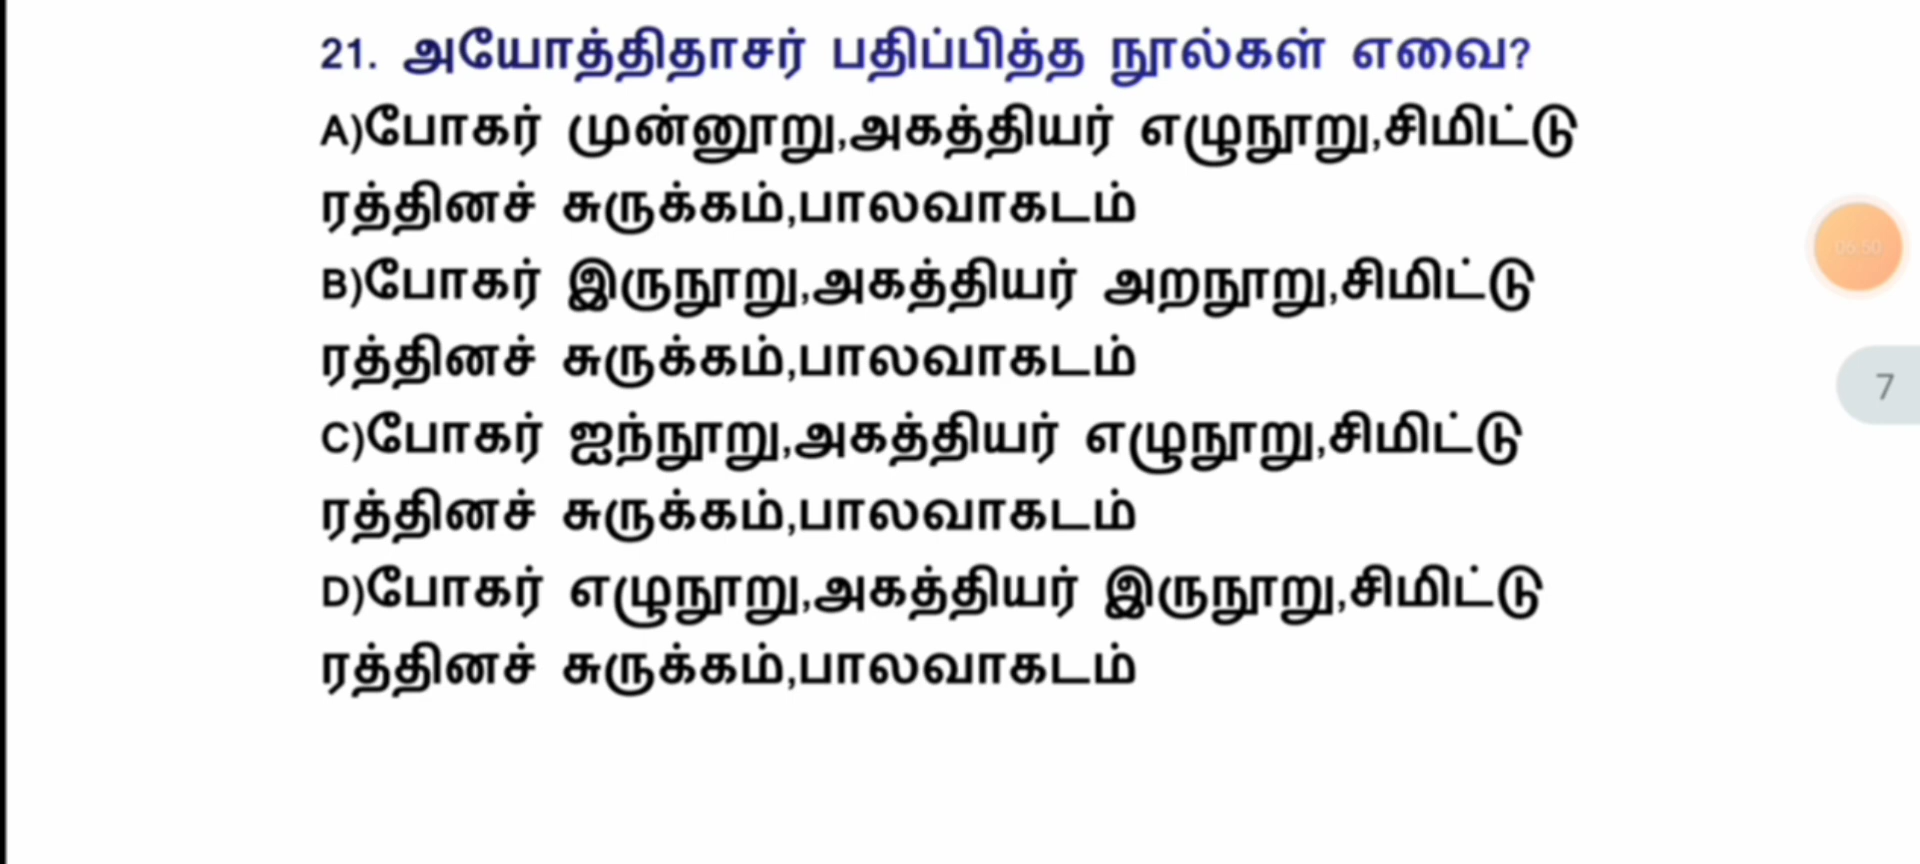 21. அயோத்திதாசர் பதிப்பித்த நூல்கள் எவை?
A)போகர் முன்னூறு,அகத்தியர் எழுநூறு,சிமிட்டு
ரத்தினச் சுருக்கம்,பாலவாகடம்
B)போகர் இருநூறு,அகத்தியர் அறநூறு,சிமிட்டு
ரத்தினச் சுருக்கம்,பாலவாகடம்
C)போகர் ஐந்நூறு,அகத்தியர் எழுநூறு,சிமிட்டு
ரத்தினச் சுருக்கம்,பாலவாகடம்
D)போகர் எழுநூறு,அகத்தியர் இருநூறு,சிமிட்டு
ரத்தினச் சுருக்கம்,பாலவாகடம்
06:50
7